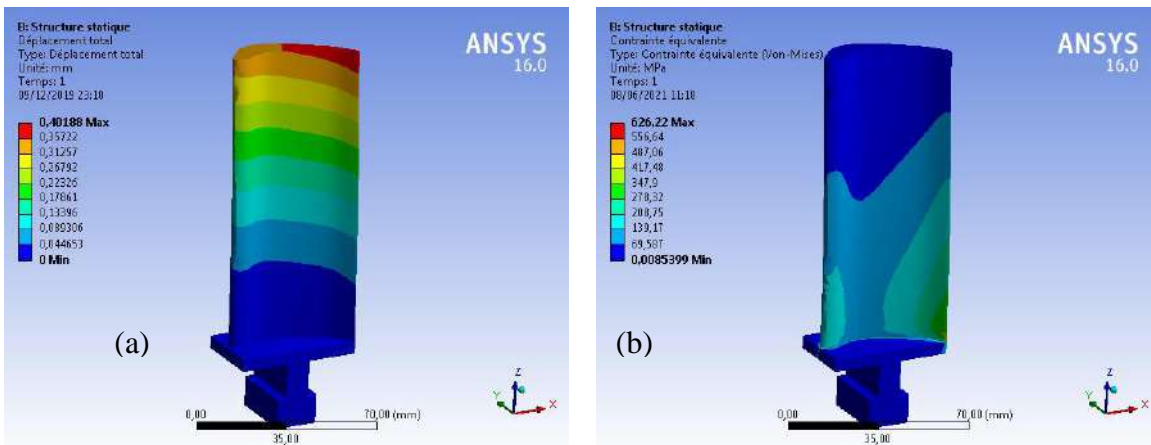 B: Structure statique
Déplacement total
Type: Déplacement total
Unité: mm
Temps: 1
09/12/2019 23:18
0,40188 Max
0,35722
0,31257
0,26792
0,22326
0,17861
0,13396
0,089306
0,044653
0 Min
ANSYS
16.0
(a)
Z
Y
X
0,00
70,00 (mm)
35,00
B: Structure statique
Contrainte équivalente
Type: Contrainte équivalente (Von-Mises)
Unité: MPa
Temps: 1
08/06/2021 11:18
626.22 Max
556,64
487,06
417,48
347,9
278,32
208,75
139,17
69,587
0,0085399 Min
ANSYS
16.0
(b)
Z
Y
X
0,00
70,00 (mm)
35,00